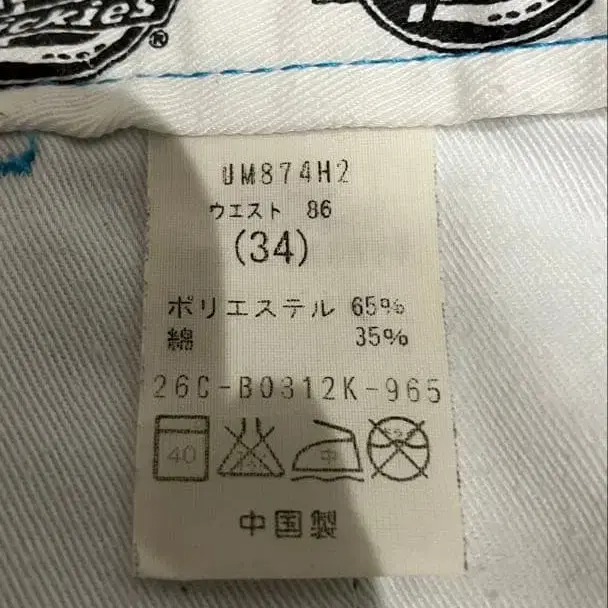 Dickies®
UM874H2
ウエスト 86
(34)
ポリエステル 65%
綿 35%
26C-B0312K-965
40 中
中国製